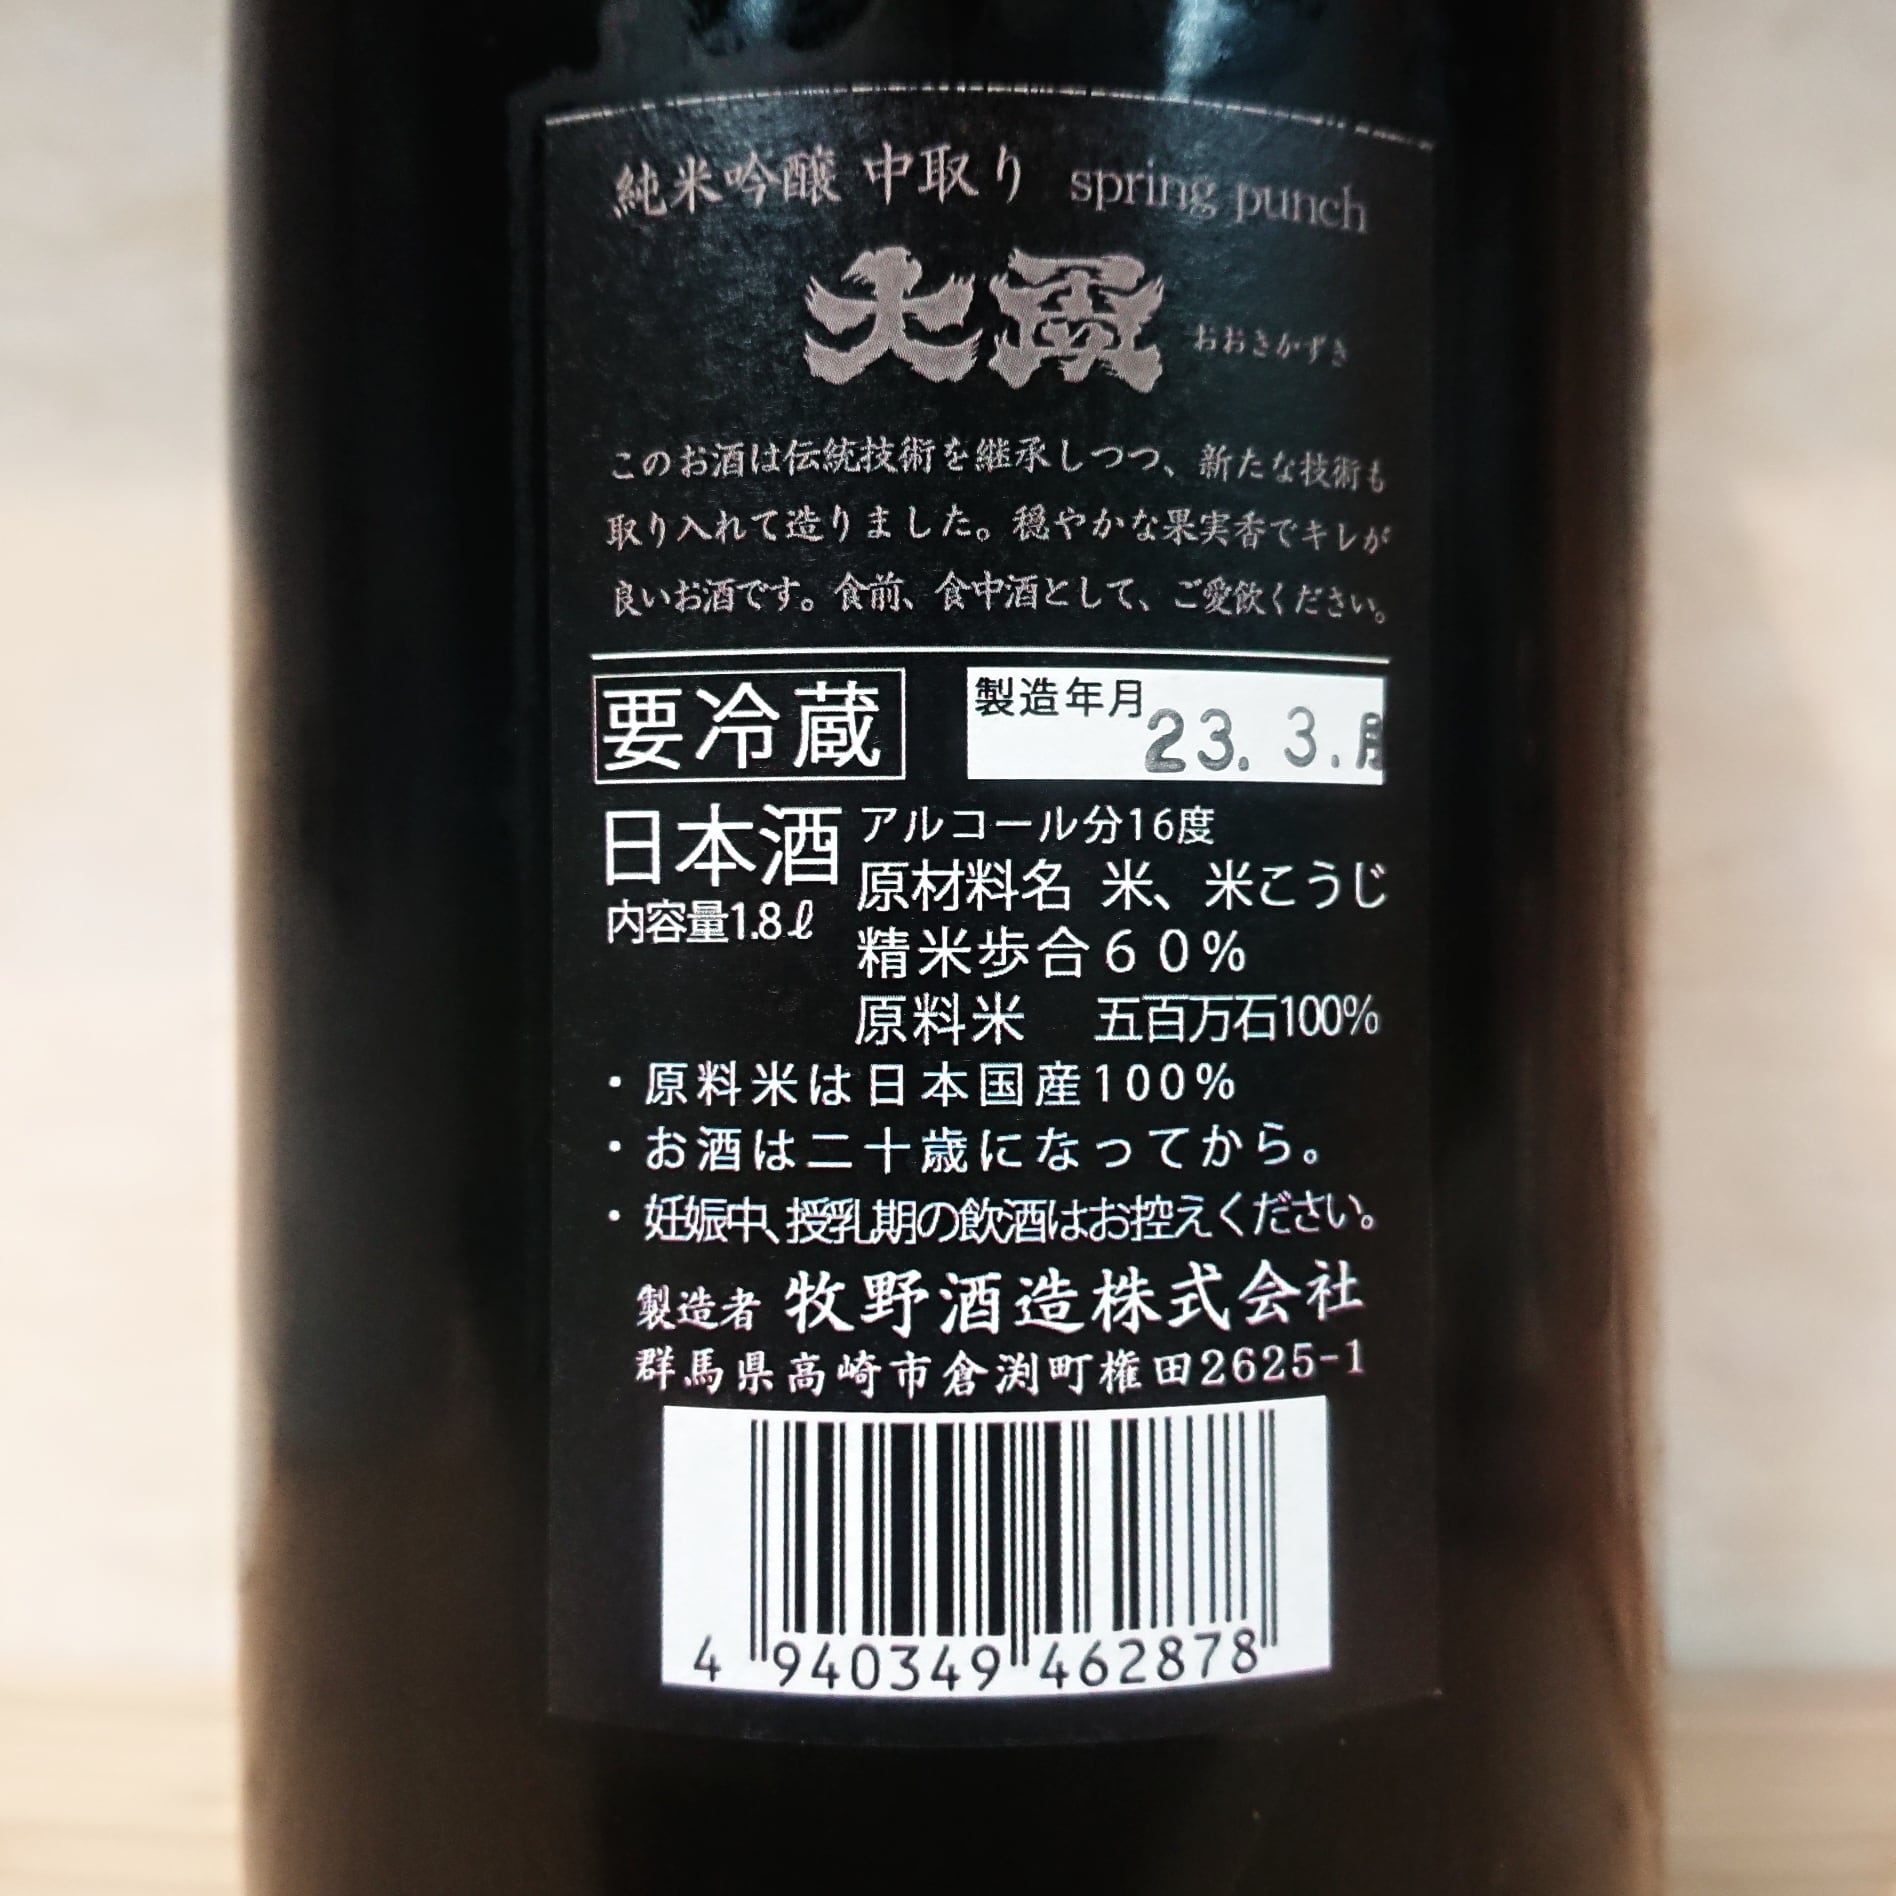 純米吟醸 中取り spring punch
大盃 おおさかずき
このお酒は伝統技術を継承しつつ、新たな技術も
取り入れて造りました。穏やかな果実香でキレが
良いお酒です。食前、食中酒として、ご愛飲ください。
要冷蔵 製造年月 23. 3.月
日本酒 アルコール分16度
内容量1.8ℓ 原材料名 米、米こうじ
精米歩合60%
原料米 五百万石100%
・原料米は日本国産100%
・お酒は二十歳になってから。
・妊娠中、授乳期の飲酒はお控えください。
製造者 牧野酒造株式会社
群馬県高崎市倉渕町権田2625-1
4 940349 462878